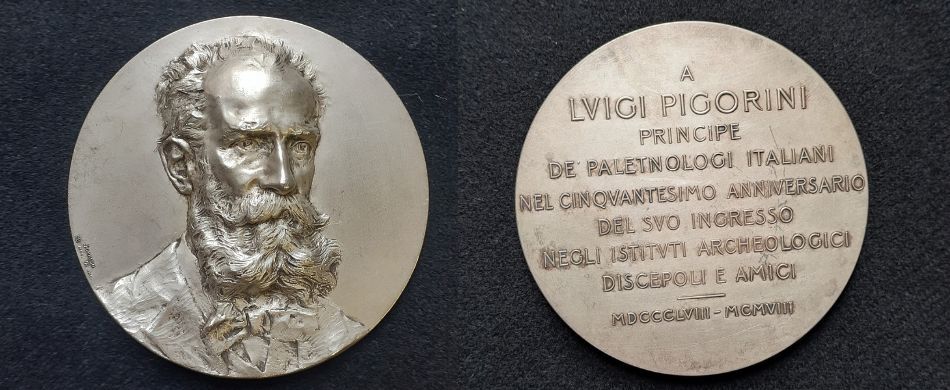 A
LVIGI PIGORINI
PRINCIPE
DE' PALETNOLOGI ITALIANI
NEL CINQVANTESIMO ANNIVERSARIO
DEL SVO INGRESSO
NEGLI ISTITVTI ARCHEOLOGICI
DISCEPOLI E AMICI
MDCCCLVIII - MCMVIII